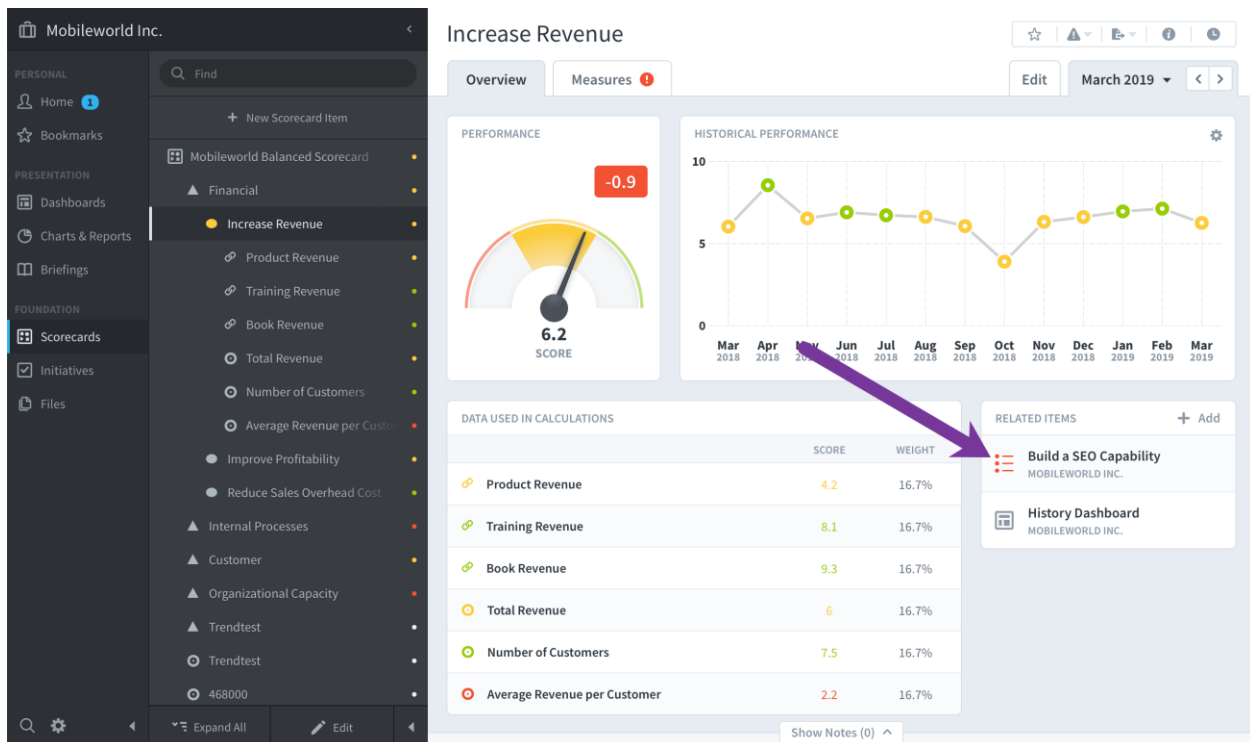 Mobileworld Inc.
PERSONAL
Home 1
Bookmarks
PRESENTATION
Dashboards
Charts & Reports
Briefings
FOUNDATION
Scorecards
Initiatives
Files
Find
+ New Scorecard Item
Mobileworld Balanced Scorecard
Financial
Increase Revenue
Product Revenue
Training Revenue
Book Revenue
Total Revenue
Number of Customers
Average Revenue per Custo
Improve Profitability
Reduce Sales Overhead Cost
Internal Processes
Customer
Organizational Capacity
Trendtest
Trendtest
468000
Expand All
Edit
Increase Revenue
Overview
Measures
Edit
March 2019
PERFORMANCE
-0.9
6.2
SCORE
HISTORICAL PERFORMANCE
10
5
0
Mar Apr May Jun Jul Aug Sep Oct Nov Dec Jan Feb Mar
2018 2018 2018 2018 2018 2018 2018 2018 2018 2018 2019 2019 2019
DATA USED IN CALCULATIONS
SCORE WEIGHT
Product Revenue 4.2 16.7%
Training Revenue 8.1 16.7%
Book Revenue 9.3 16.7%
Total Revenue 6 16.7%
Number of Customers 7.5 16.7%
Average Revenue per Customer 2.2 16.7%
RELATED ITEMS
+ Add
Build a SEO Capability
MOBILEWORLD INC.
History Dashboard
MOBILEWORLD INC.
Show Notes (0)